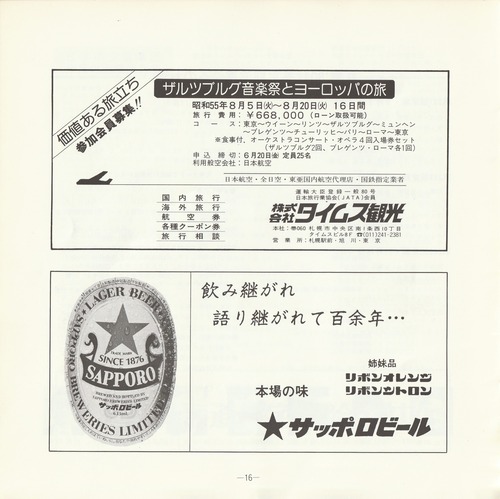 価値ある旅立ち
参加会員募集!!
ザルツブルグ音楽祭とヨーロッパの旅
昭和55年8月5日㈫〜8月20日㈬ 16日間
旅行費用:¥668,000(ローン取扱可能)
コース:東京〜ウイーン〜リンツ〜ザルツブルグ〜ミュンヘン
〜ブレゲンツ〜チューリッヒ〜パリ〜ローマ〜東京
※食事付、オーケストラコンサート・オペラ4回入場券セット
(ザルツブルグ2回、ブレゲンツ・ローマ各1回)
申込締切:6月20日㈮ 定員25名
利用航空会社:日本航空
日本航空・全日空・東亜国内航空代理店・国鉄指定業者
国内旅行
海外旅行
航空券
各種クーポン券
旅行相談
運輸大臣登録一般80号
日本旅行業協会(JATA)会員
株式会社タイムス観光
本社:〒060 札幌市中央区南1条西10丁目
タイムスビル8F ☎(011)241-2381
営業所:札幌駅前・旭川・東京
LAGER BEER
TRADE MARK
SINCE 1876
SAPPORO
BREWED AND BOTTLED BY
SAPPORO BREWERIES LIMITED
サッポロビール
633ml.
SAPPORO BREWERIES LIMITED
飲み継がれ
語り継がれて百余年…
姉妹品
リボンオレンジ
リボンシトロン
本場の味
★サッポロビール
—16—